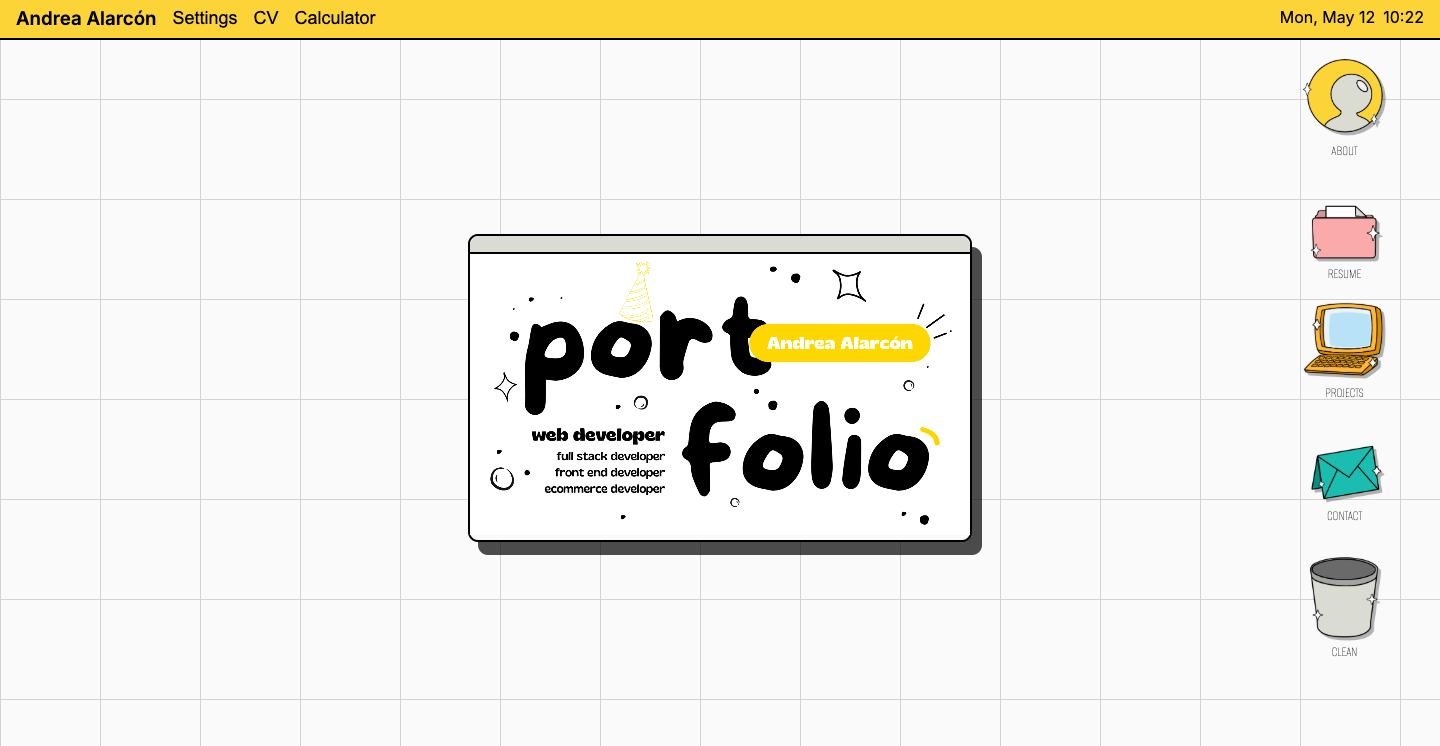 Andrea Alarcón Settings CV Calculator Mon, May 12 10:22
ABOUT
RESUME
PROJECTS
CONTACT
CLEAN
port
Andrea Alarcón
folio
web developer
full stack developer
front end developer
ecommerce developer